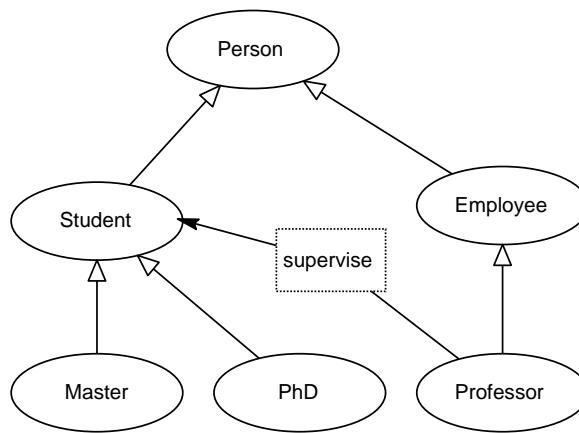 Person
Student
Employee
supervise
Master
PhD
Professor